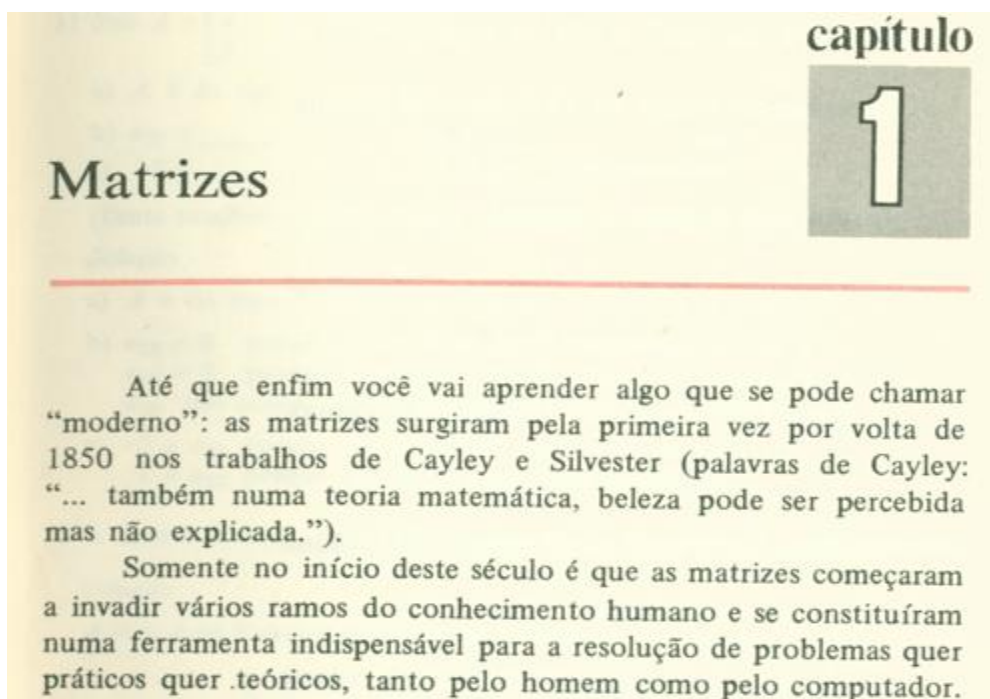 capítulo
1
Matrizes
Até que enfim você vai aprender algo que se pode chamar
“moderno”: as matrizes surgiram pela primeira vez por volta de
1850 nos trabalhos de Cayley e Silvester (palavras de Cayley:
“... também numa teoria matemática, beleza pode ser percebida
mas não explicada.”).
Somente no início deste século é que as matrizes começaram
a invadir vários ramos do conhecimento humano e se constituíram
numa ferramenta indispensável para a resolução de problemas quer
práticos quer .teóricos, tanto pelo homem como pelo computador.